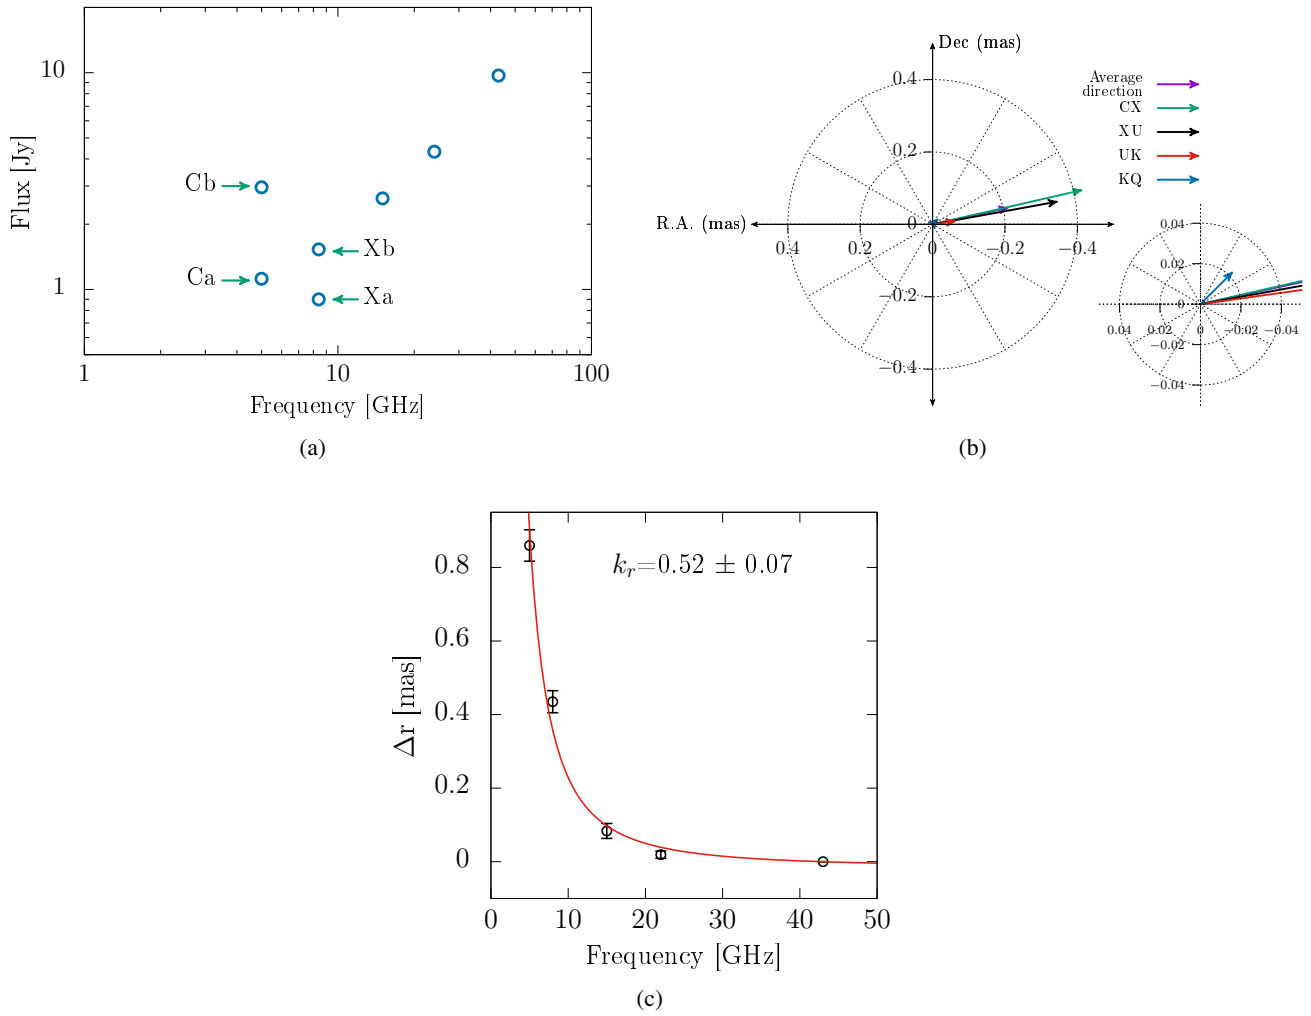 10
1
Flux [Jy]
Cb
Ca
Xb
Xa
1
10
100
Frequency [GHz]
(a)
Dec (mas)
0.4
0.2
0
−0.2
−0.4
R.A. (mas)
0.4
0.2
0
−0.2
−0.4
Average
direction
CX
XU
UK
KQ
0.04
0.02
0
−0.02
−0.04
0.04
0.02
0
−0.02
−0.04
(b)
k_r=0.52 ± 0.07
0.8
0.6
0.4
0.2
0
Δr [mas]
0
10
20
30
40
50
Frequency [GHz]
(c)